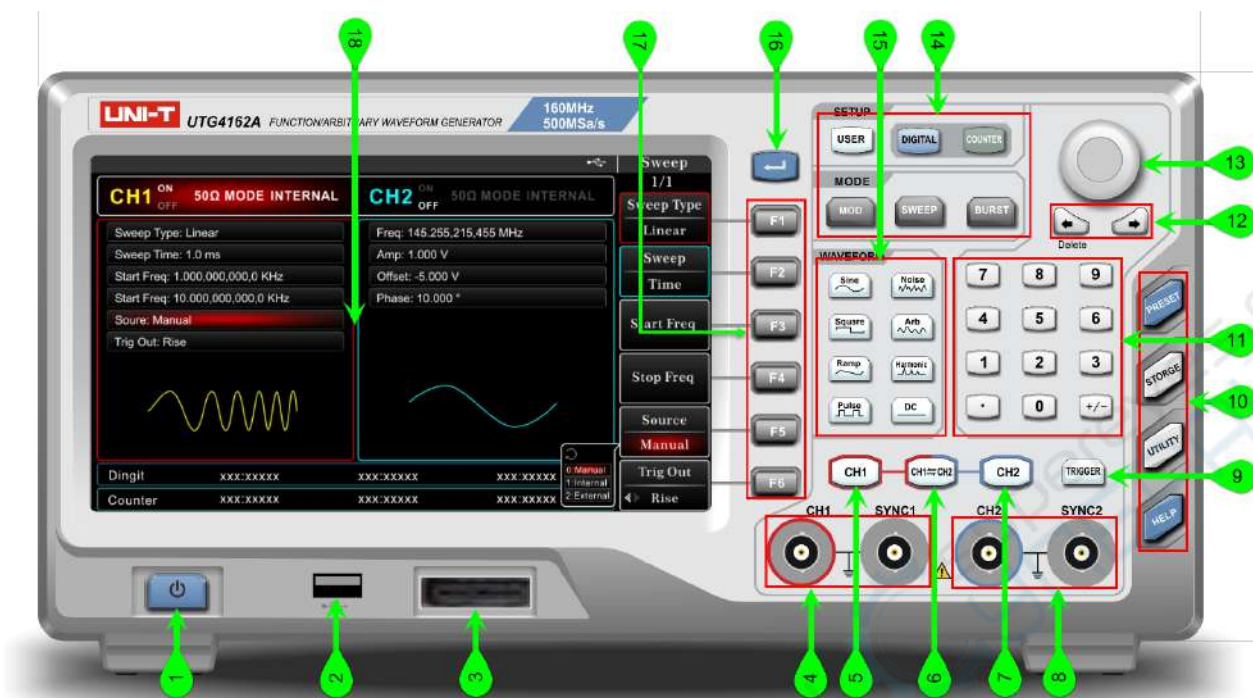 18
17
16
15
14
UNI-T UTG4162A FUNCTION/ARBITRARY WAVEFORM GENERATOR
160MHz
500MSa/s
CH1 ON OFF 50Ω MODE INTERNAL
CH2 ON OFF 50Ω MODE INTERNAL
Sweep Type: Linear
Sweep Time: 1.0 ms
Start Freq: 1.000,000,000,0 KHz
Start Freq: 10.000,000,000,0 KHz
Soure: Manual
Trig Out: Rise
Freq: 145.255,215,455 MHz
Amp: 1.000 V
Offset: -5.000 V
Phase: 10.000 °
Dingit xxx:xxxxx xxx:xxxxx xxx:xxxxx
Counter xxx:xxxxx xxx:xxxxx xxx:xxxxx
0:Manual
1:Internal
2:External
Sweep
1/1
Sweep Type
Linear
Sweep
Time
Start Freq
Stop Freq
Source
Manual
Trig Out
Rise
F1
F2
F3
F4
F5
F6
SETUP
USER DIGITAL COUNTER
MODE
MOD SWEEP BURST
WAVEFORM
Sine Noise
Square Arb
Ramp Harmonic
Pulse DC
13
12
Delete
7 8 9
4 5 6
1 2 3
. 0 +/-
11
PRESET
STORGE
UTILITY
HELP
10
CH1 CH1⇋CH2 CH2 TRIGGER
9
CH1 SYNC1 CH2 SYNC2
1
2
3
4
5
6
7
8